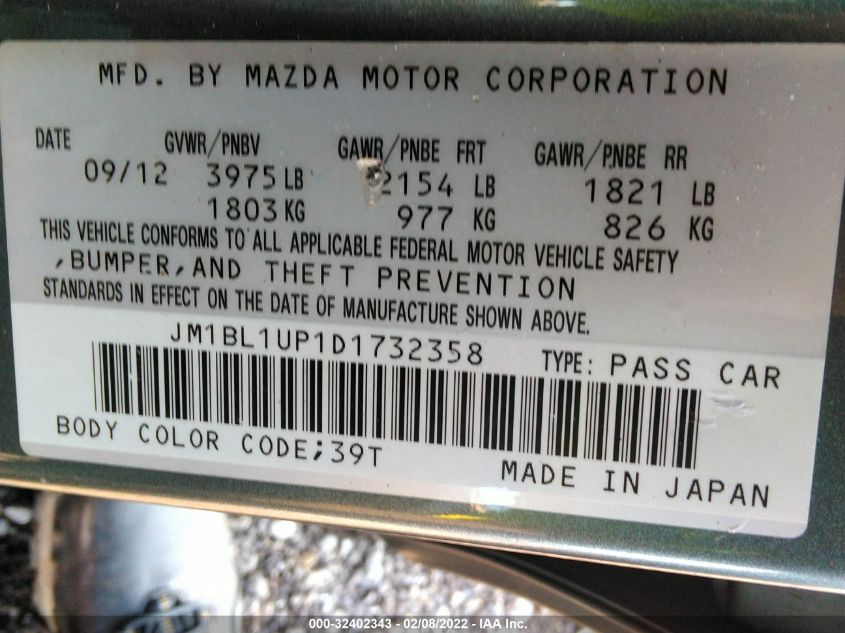 MFD. BY MAZDA MOTOR CORPORATION
DATE GVWR/PNBV GAWR/PNBE FRT GAWR/PNBE RR
09/12 3975 LB 2154 LB 1821 LB
1803 KG 977 KG 826 KG
THIS VEHICLE CONFORMS TO ALL APPLICABLE FEDERAL MOTOR VEHICLE SAFETY
,BUMPER,AND THEFT PREVENTION
STANDARDS IN EFFECT ON THE DATE OF MANUFACTURE SHOWN ABOVE.
JM1BL1UP1D1732358 TYPE: PASS CAR
BODY COLOR CODE;39T MADE IN JAPAN
000-32402343 - 02/08/2022 - IAA Inc.